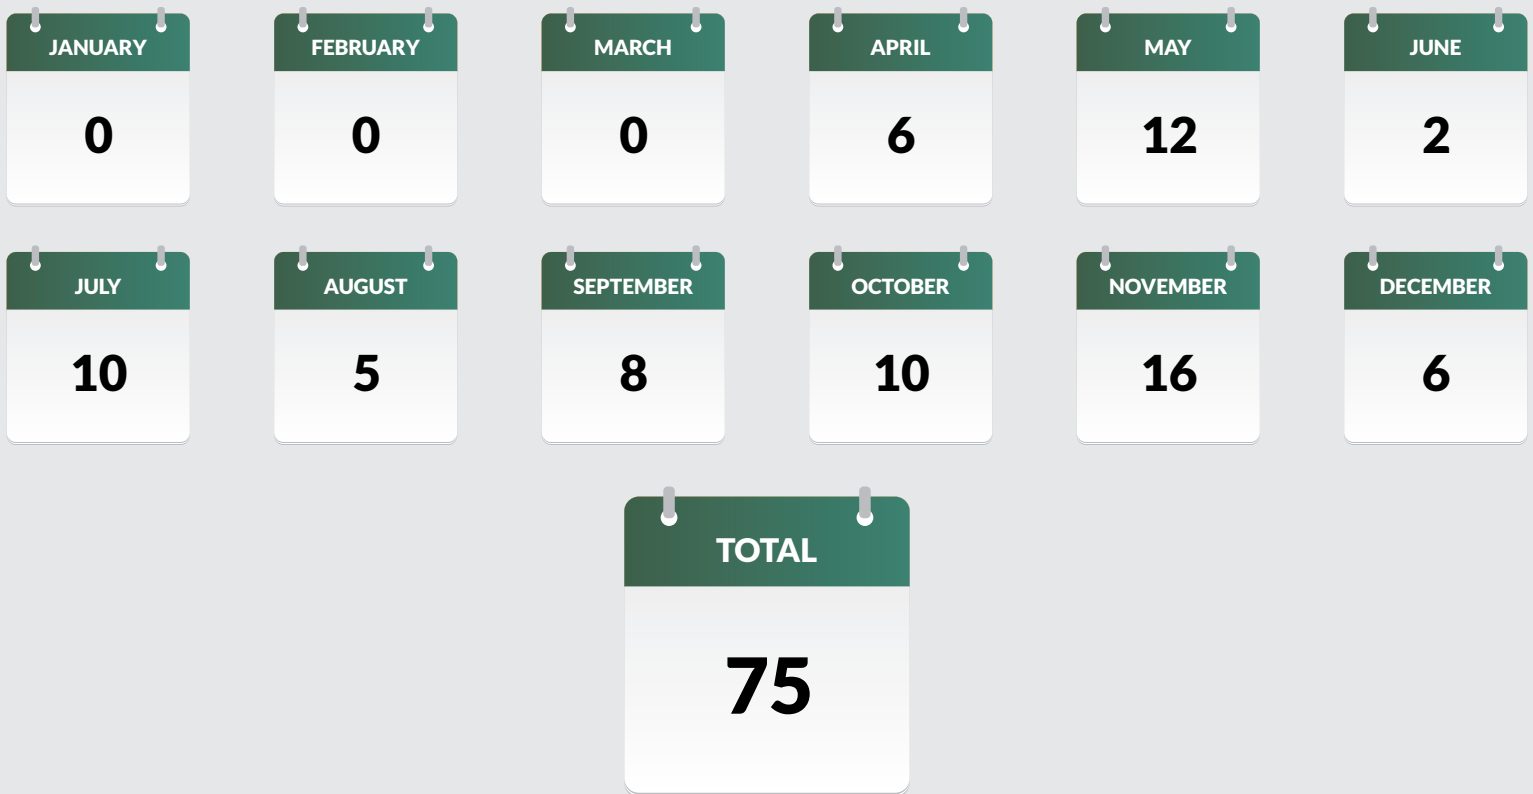 JANUARY FEBRUARY MARCH APRIL MAY JUNE
0 0 0 6 12 2
JULY AUGUST SEPTEMBER OCTOBER NOVEMBER DECEMBER
10 5 8 10 16 6
TOTAL
75